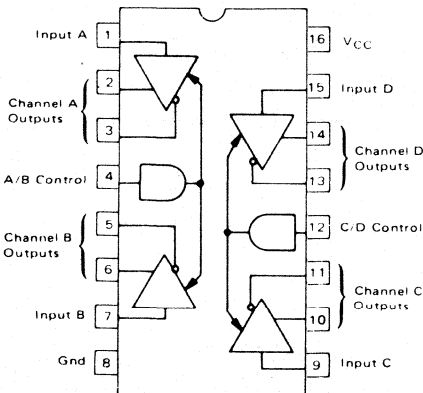 Input A 1
16 VCC
2
15 Input D
Channel A
Outputs
3
14
Channel D
Outputs
13
A/B Control 4
5
12 C/D Control
Channel B
Outputs
6
11
Channel C
Outputs
10
Input B 7
Gnd 8
9 Input C